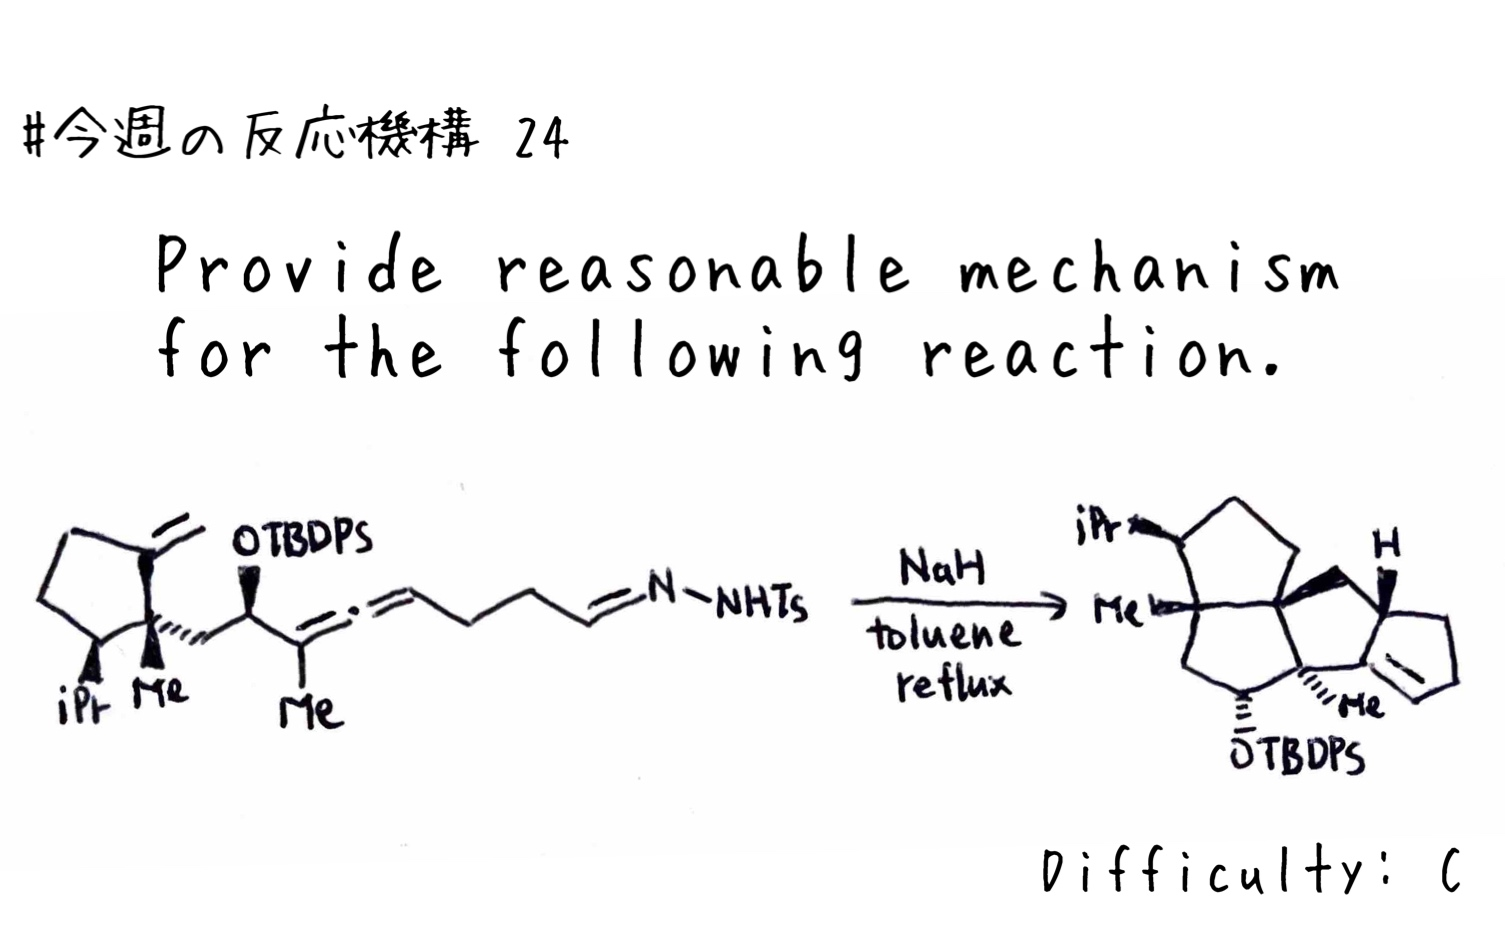 #今週の反応機構 24
Provide reasonable mechanism
for the following reaction.
OTBDPS
iPr
Me
Me
N
NHTs
NaH
toluene
reflux
iPr
H
Me
Me
OTBDPS
Difficulty: C